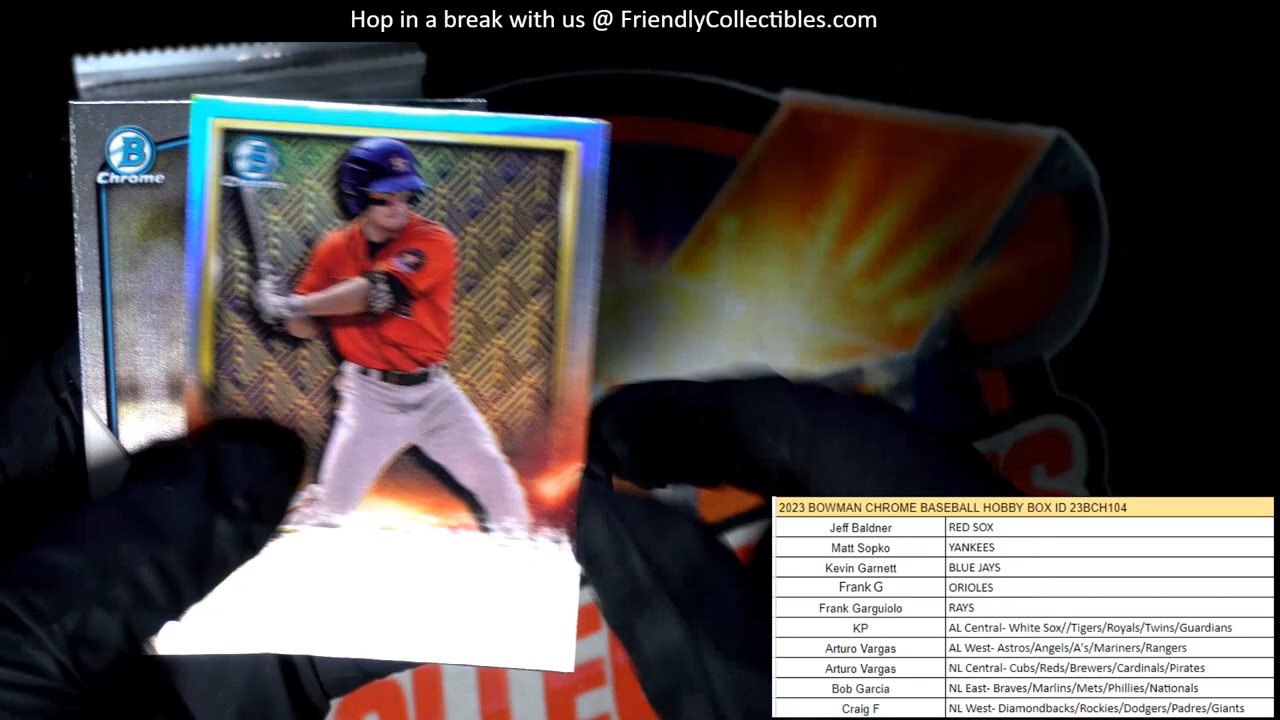 Hop in a break with us @ FriendlyCollectibles.com
B
Chrome
B
Chrome
2023 BOWMAN CHROME BASEBALL HOBBY BOX ID 23BCH104
Jeff Baldner RED SOX
Matt Sopko YANKEES
Kevin Garnett BLUE JAYS
Frank G ORIOLES
Frank Garguiolo RAYS
KP AL Central- White Sox//Tigers/Royals/Twins/Guardians
Arturo Vargas AL West- Astros/Angels/A's/Mariners/Rangers
Arturo Vargas NL Central- Cubs/Reds/Brewers/Cardinals/Pirates
Bob Garcia NL East- Braves/Marlins/Mets/Phillies/Nationals
Craig F NL West- Diamondbacks/Rockies/Dodgers/Padres/Giants